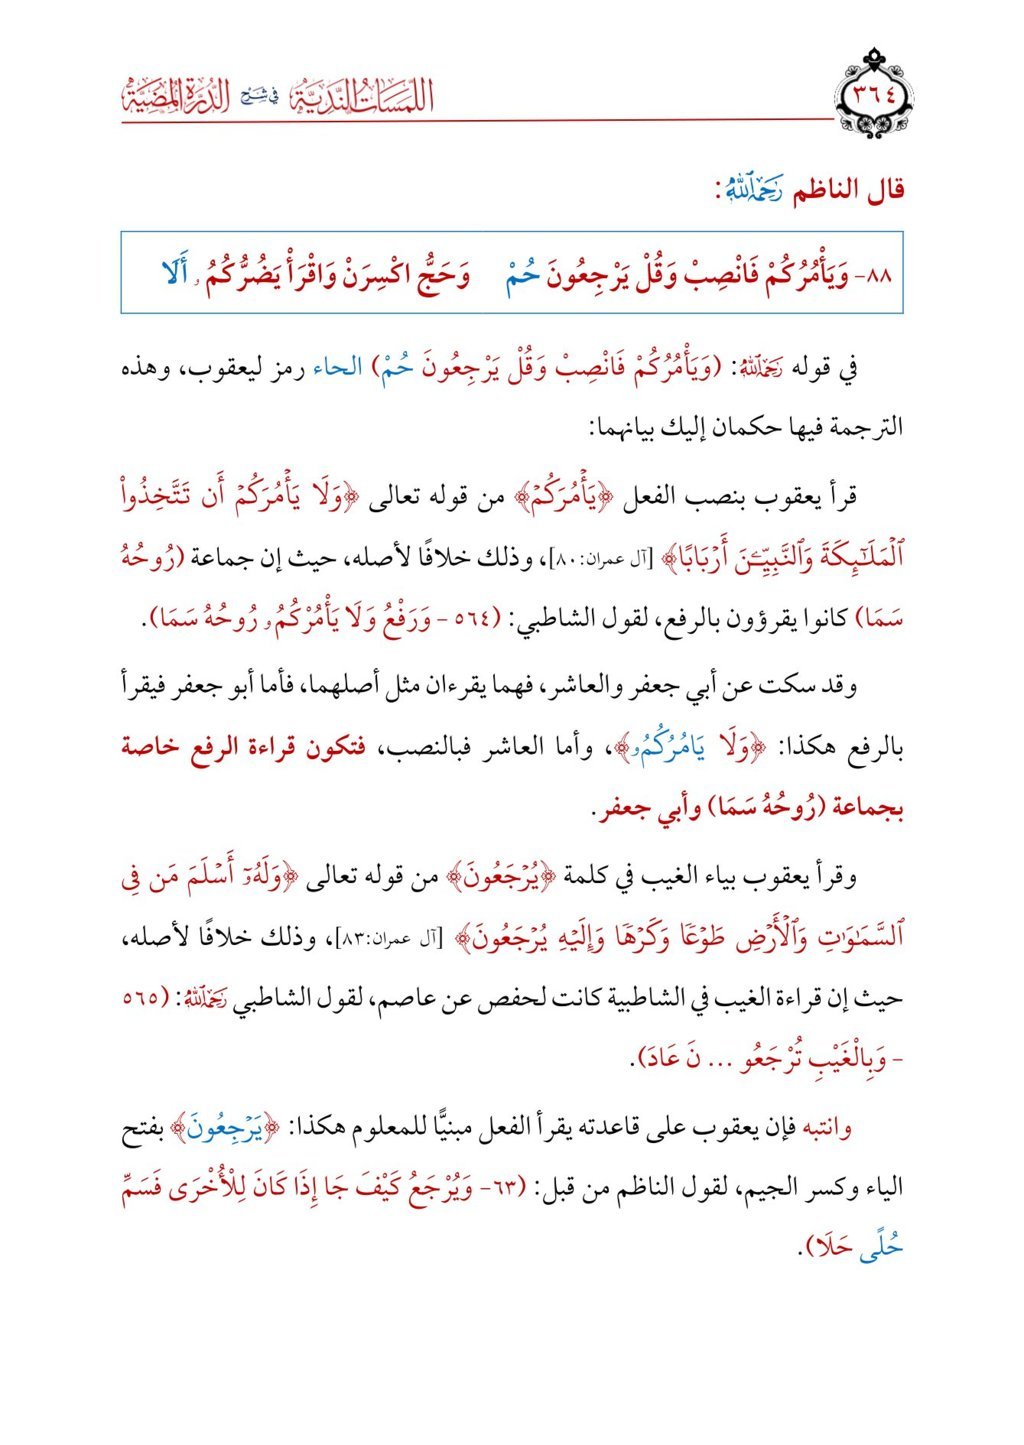 ٣٦٤
اللمسات الندية في شرح الدرة المضية
قال الناظم رَحِمَهُ ٱللَّهُ:
٨٨- وَيَأْمُرُكُمْ فَانْصِبْ وَقُلْ يَرْجِعُونَ حُمْ وَحَجُّ اكْسِرَنْ وَاقْرَأْ يَضُرُّكُمُۥ أَلَا
في قوله رَحِمَهُ ٱللَّهُ: (وَيَأْمُرُكُمْ فَانْصِبْ وَقُلْ يَرْجِعُونَ حُمْ) الحاء رمز ليعقوب، وهذه
الترجمة فيها حكمان إليك بيانهما:
قرأ يعقوب بنصب الفعل ﴿يَأْمُرَكُمْ﴾ من قوله تعالى ﴿وَلَا يَأْمُرَكُمْ أَن تَتَّخِذُواْ
ٱلْمَلَـٰٓئِكَةَ وَٱلنَّبِيِّـۧنَ أَرْبَابًا﴾ [آل عمران:٨٠]، وذلك خلافًا لأصله، حيث إن جماعة (رُوحُهُ
سَمَا) كانوا يقرؤون بالرفع، لقول الشاطبي: (٥٦٤ - وَرَفْعُ وَلَا يَأْمُرْكُمُۥ رُوحُهُ سَمَا).
وقد سكت عن أبي جعفر والعاشر، فهما يقرءان مثل أصلهما، فأما أبو جعفر فيقرأ
بالرفع هكذا: ﴿وَلَا يَامُرُكُمُۥ﴾، وأما العاشر فبالنصب، فتكون قراءة الرفع خاصة
بجماعة (رُوحُهُ سَمَا) وأبي جعفر.
وقرأ يعقوب بياء الغيب في كلمة ﴿يُرْجَعُونَ﴾ من قوله تعالى ﴿وَلَهُۥٓ أَسْلَمَ مَن فِى
ٱلسَّمَـٰوَٰتِ وَٱلْأَرْضِ طَوْعًا وَكَرْهًا وَإِلَيْهِ يُرْجَعُونَ﴾ [آل عمران:٨٣]، وذلك خلافًا لأصله،
حيث إن قراءة الغيب في الشاطبية كانت لحفص عن عاصم، لقول الشاطبي رَحِمَهُ ٱللَّهُ: (٥٦٥
- وَبِالْغَيْبِ تُرْجَعُو ... نَ عَادَ).
وانتبه فإن يعقوب على قاعدته يقرأ الفعل مبنيًّا للمعلوم هكذا: ﴿يَرْجِعُونَ﴾ بفتح
الياء وكسر الجيم، لقول الناظم من قبل: (٦٣- وَيُرْجَعُ كَيْفَ جَا إِذَا كَانَ لِلْأُخْرَى فَسَمِّ
حُلًى حَلَا).